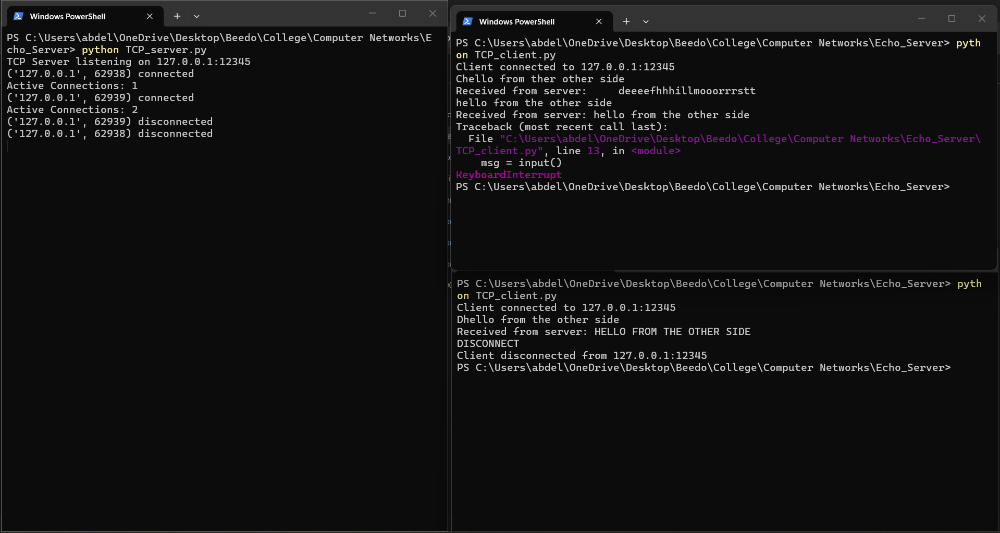 Windows PowerShell
PS C:\Users\abdel\OneDrive\Desktop\Beedo\College\Computer Networks\E
cho_Server> python TCP_server.py
TCP Server listening on 127.0.0.1:12345
('127.0.0.1', 62938) connected
Active Connections: 1
('127.0.0.1', 62939) connected
Active Connections: 2
('127.0.0.1', 62939) disconnected
('127.0.0.1', 62938) disconnected
Windows PowerShell
PS C:\Users\abdel\OneDrive\Desktop\Beedo\College\Computer Networks\Echo_Server> pyth
on TCP_client.py
Client connected to 127.0.0.1:12345
Chello from ther other side
Received from server:     deeeefhhhillmooorrrstt
hello from the other side
Received from server: hello from the other side
Traceback (most recent call last):
  File "C:\Users\abdel\OneDrive\Desktop\Beedo\College\Computer Networks\Echo_Server\
TCP_client.py", line 13, in <module>
    msg = input()
KeyboardInterrupt
PS C:\Users\abdel\OneDrive\Desktop\Beedo\College\Computer Networks\Echo_Server>
PS C:\Users\abdel\OneDrive\Desktop\Beedo\College\Computer Networks\Echo_Server> pyth
on TCP_client.py
Client connected to 127.0.0.1:12345
Dhello from the other side
Received from server: HELLO FROM THE OTHER SIDE
DISCONNECT
Client disconnected from 127.0.0.1:12345
PS C:\Users\abdel\OneDrive\Desktop\Beedo\College\Computer Networks\Echo_Server>